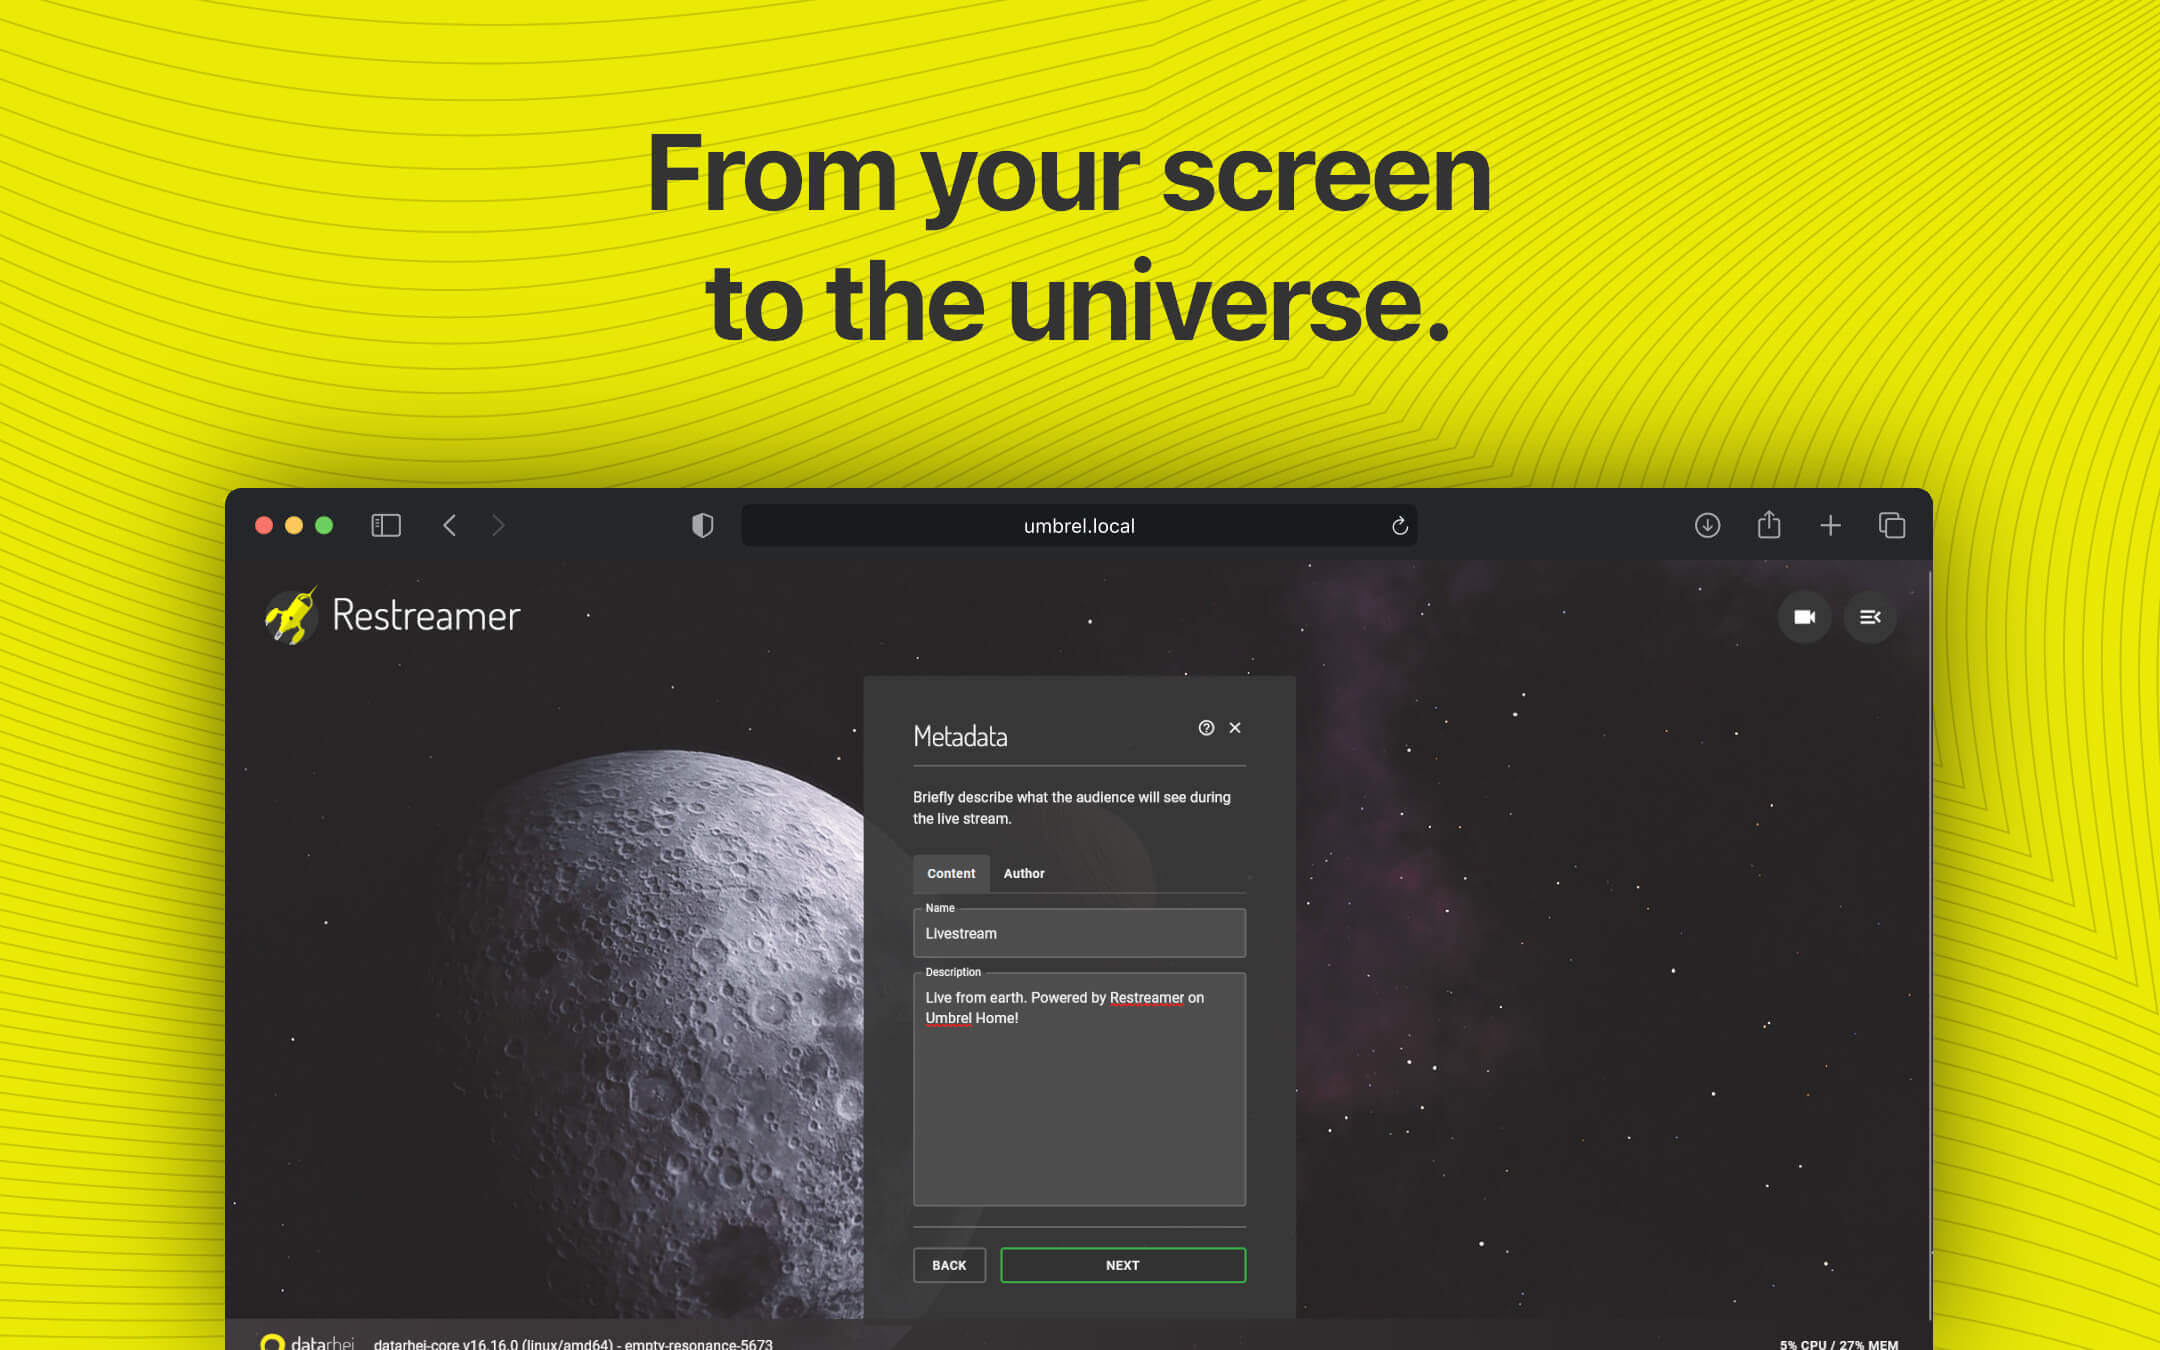 From your screen
to the universe.
umbrel.local
Restreamer
Metadata
Briefly describe what the audience will see during
the live stream.
Content Author
Name
Livestream
Description
Live from earth. Powered by Restreamer on
Umbrel Home!
BACK NEXT
datarhei datarhei-core v16.16.0 (linux/amd64) - empty-resonance-5673 5% CPU / 27% MEM